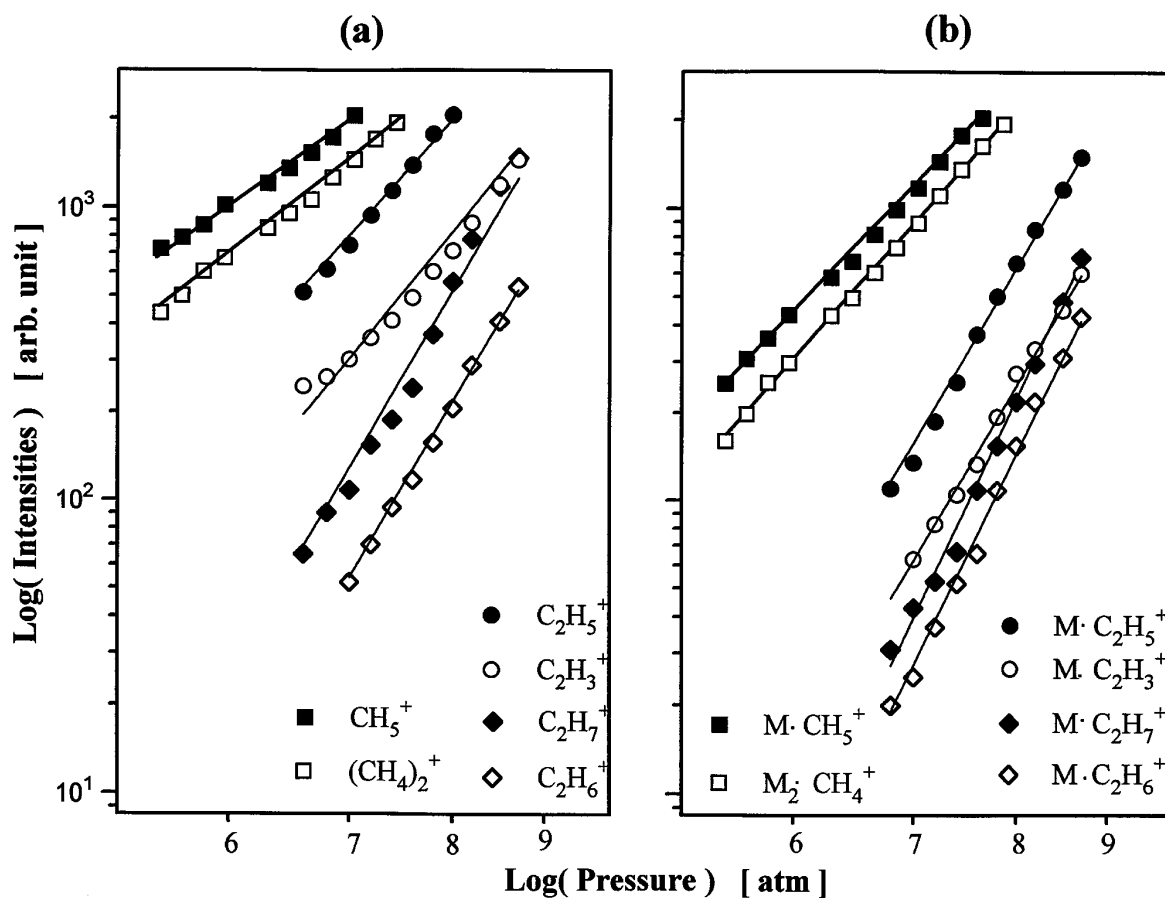 (a)
(b)
Log( Intensities ) [ arb. unit ]
10³
10²
10¹
C₂H₅⁺
C₂H₃⁺
CH₅⁺
C₂H₇⁺
(CH₄)₂⁺
C₂H₆⁺
M· C₂H₅⁺
M. C₂H₃⁺
M· CH₅⁺
M· C₂H₇⁺
M₂· CH₄⁺
M· C₂H₆⁺
6 7 8 9
6 7 8 9
Log( Pressure ) [ atm ]